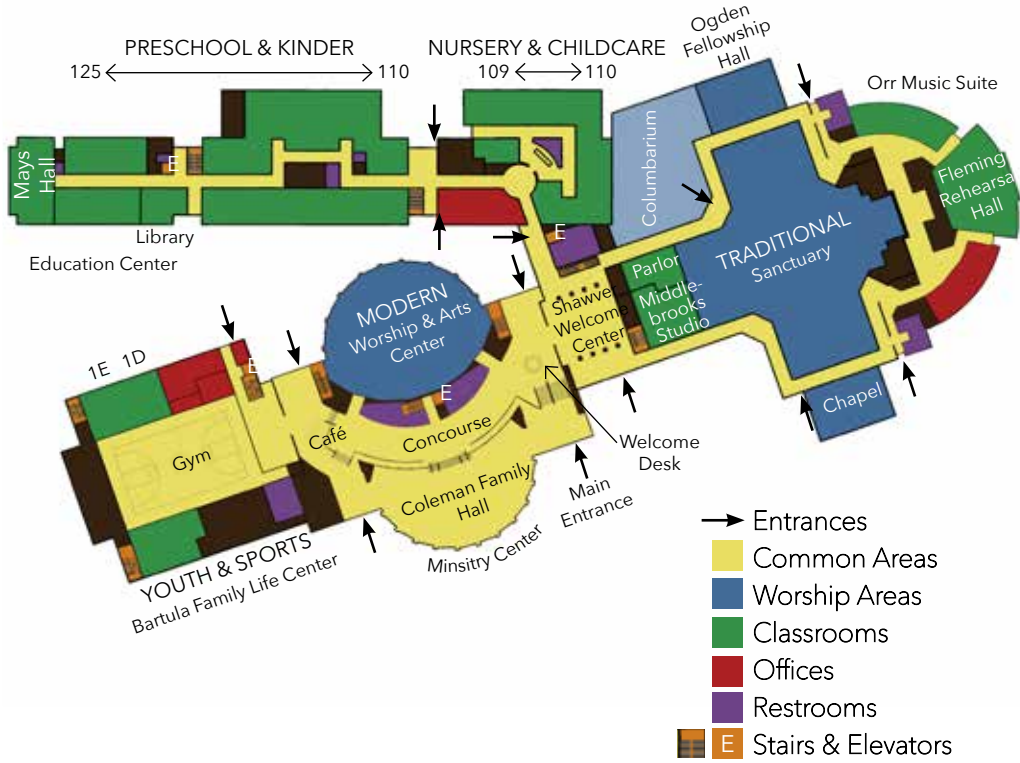 PRESCHOOL & KINDER
125
110
NURSERY & CHILDCARE
109
110
Ogden
Fellowship
Hall
Orr Music Suite
Mays
Hall
E
Library
Education Center
Columbarium
Fleming
Rehearsal
Hall
TRADITIONAL
Sanctuary
E
Parlor
Middle-
brooks
Studio
Shawver
Welcome
Center
MODERN
Worship & Arts
Center
E
Chapel
1E 1D
E
Gym
Café
Concourse
Coleman Family
Hall
Welcome
Desk
Main
Entrance
Minsitry Center
YOUTH & SPORTS
Bartula Family Life Center
Entrances
Common Areas
Worship Areas
Classrooms
Offices
Restrooms
E
Stairs & Elevators